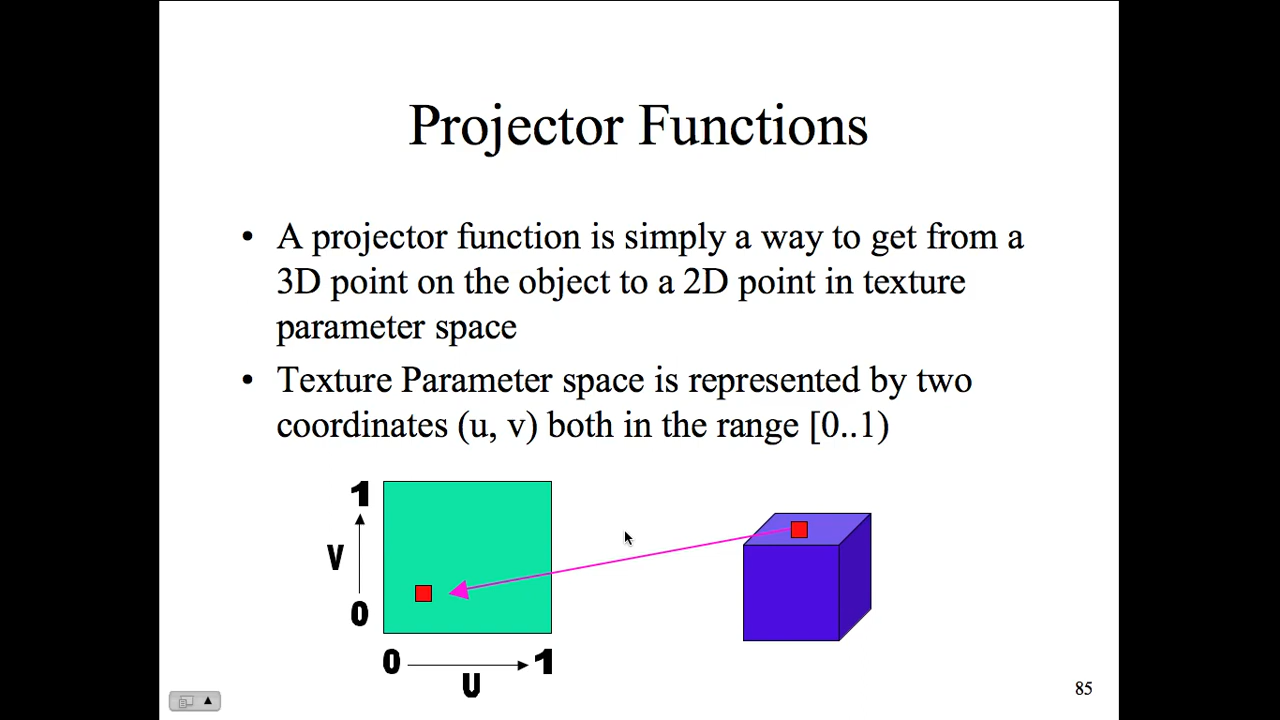 Projector Functions
• A projector function is simply a way to get from a
3D point on the object to a 2D point in texture
parameter space
• Texture Parameter space is represented by two
coordinates (u, v) both in the range [0..1)
1
V
0
0 1
U
85